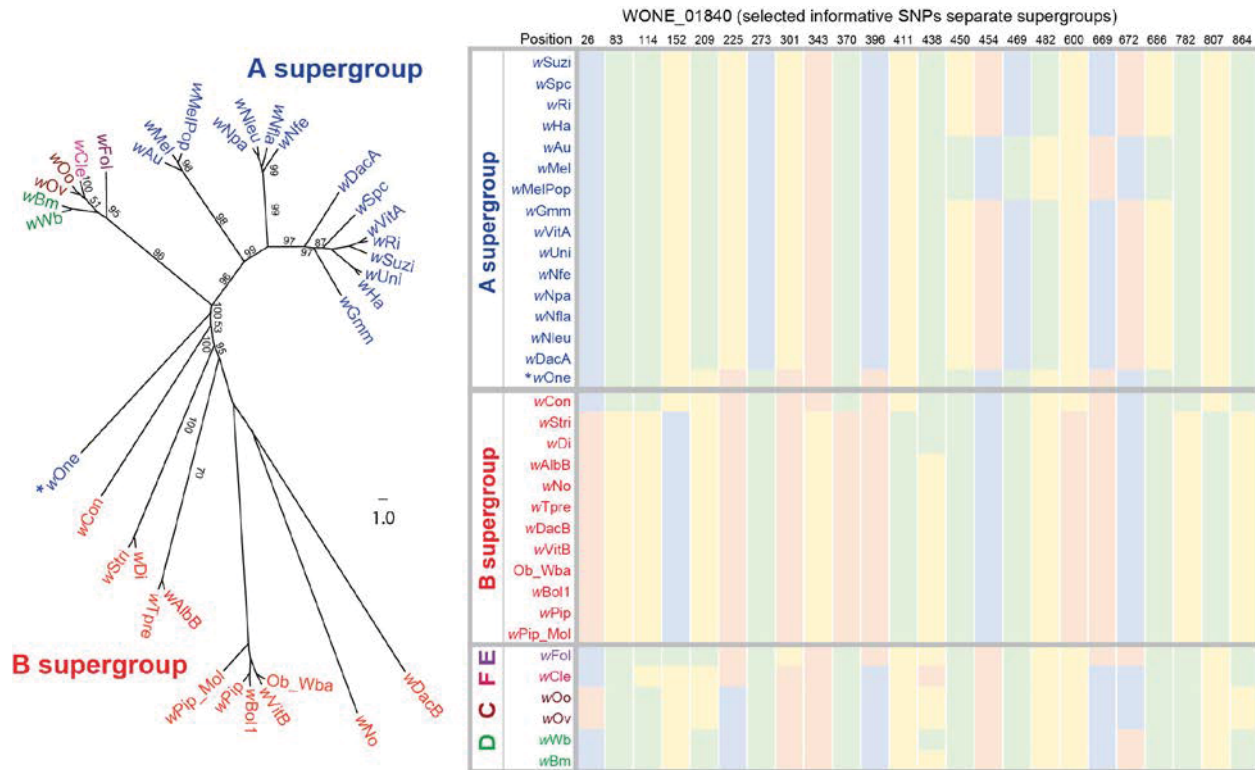 A supergroup
wMelPop
wMel
wAu
wNleu
wNfla
wNpa
wNfe
wDacA
wSpc
wVitA
wRi
wSuzi
wUni
wHa
wGmm
wFol
wCle
wOo
wOv
wBm
wWb
100
51
95
86
98
98
99
99
99
97
87
97
96
100
53
100
95
100
70
*wOne
wCon
wStri
wDi
wTpre
wAlbB
B supergroup
wPip_Mol
wPip
wBol1
wVitB
Ob_Wba
wNo
wDacB
1.0
WONE_01840 (selected informative SNPs separate supergroups)
Position 26 83 114 152 209 225 273 301 343 370 396 411 438 450 454 469 482 600 669 672 686 782 807 864
A supergroup
wSuzi
wSpc
wRi
wHa
wAu
wMel
wMelPop
wGmm
wVitA
wUni
wNfe
wNpa
wNfla
wNleu
wDacA
*wOne
B supergroup
wCon
wStri
wDi
wAlbB
wNo
wTpre
wDacB
wVitB
Ob_Wba
wBol1
wPip
wPip_Mol
E
wFol
F
wCle
C
wOo
wOv
D
wWb
wBm